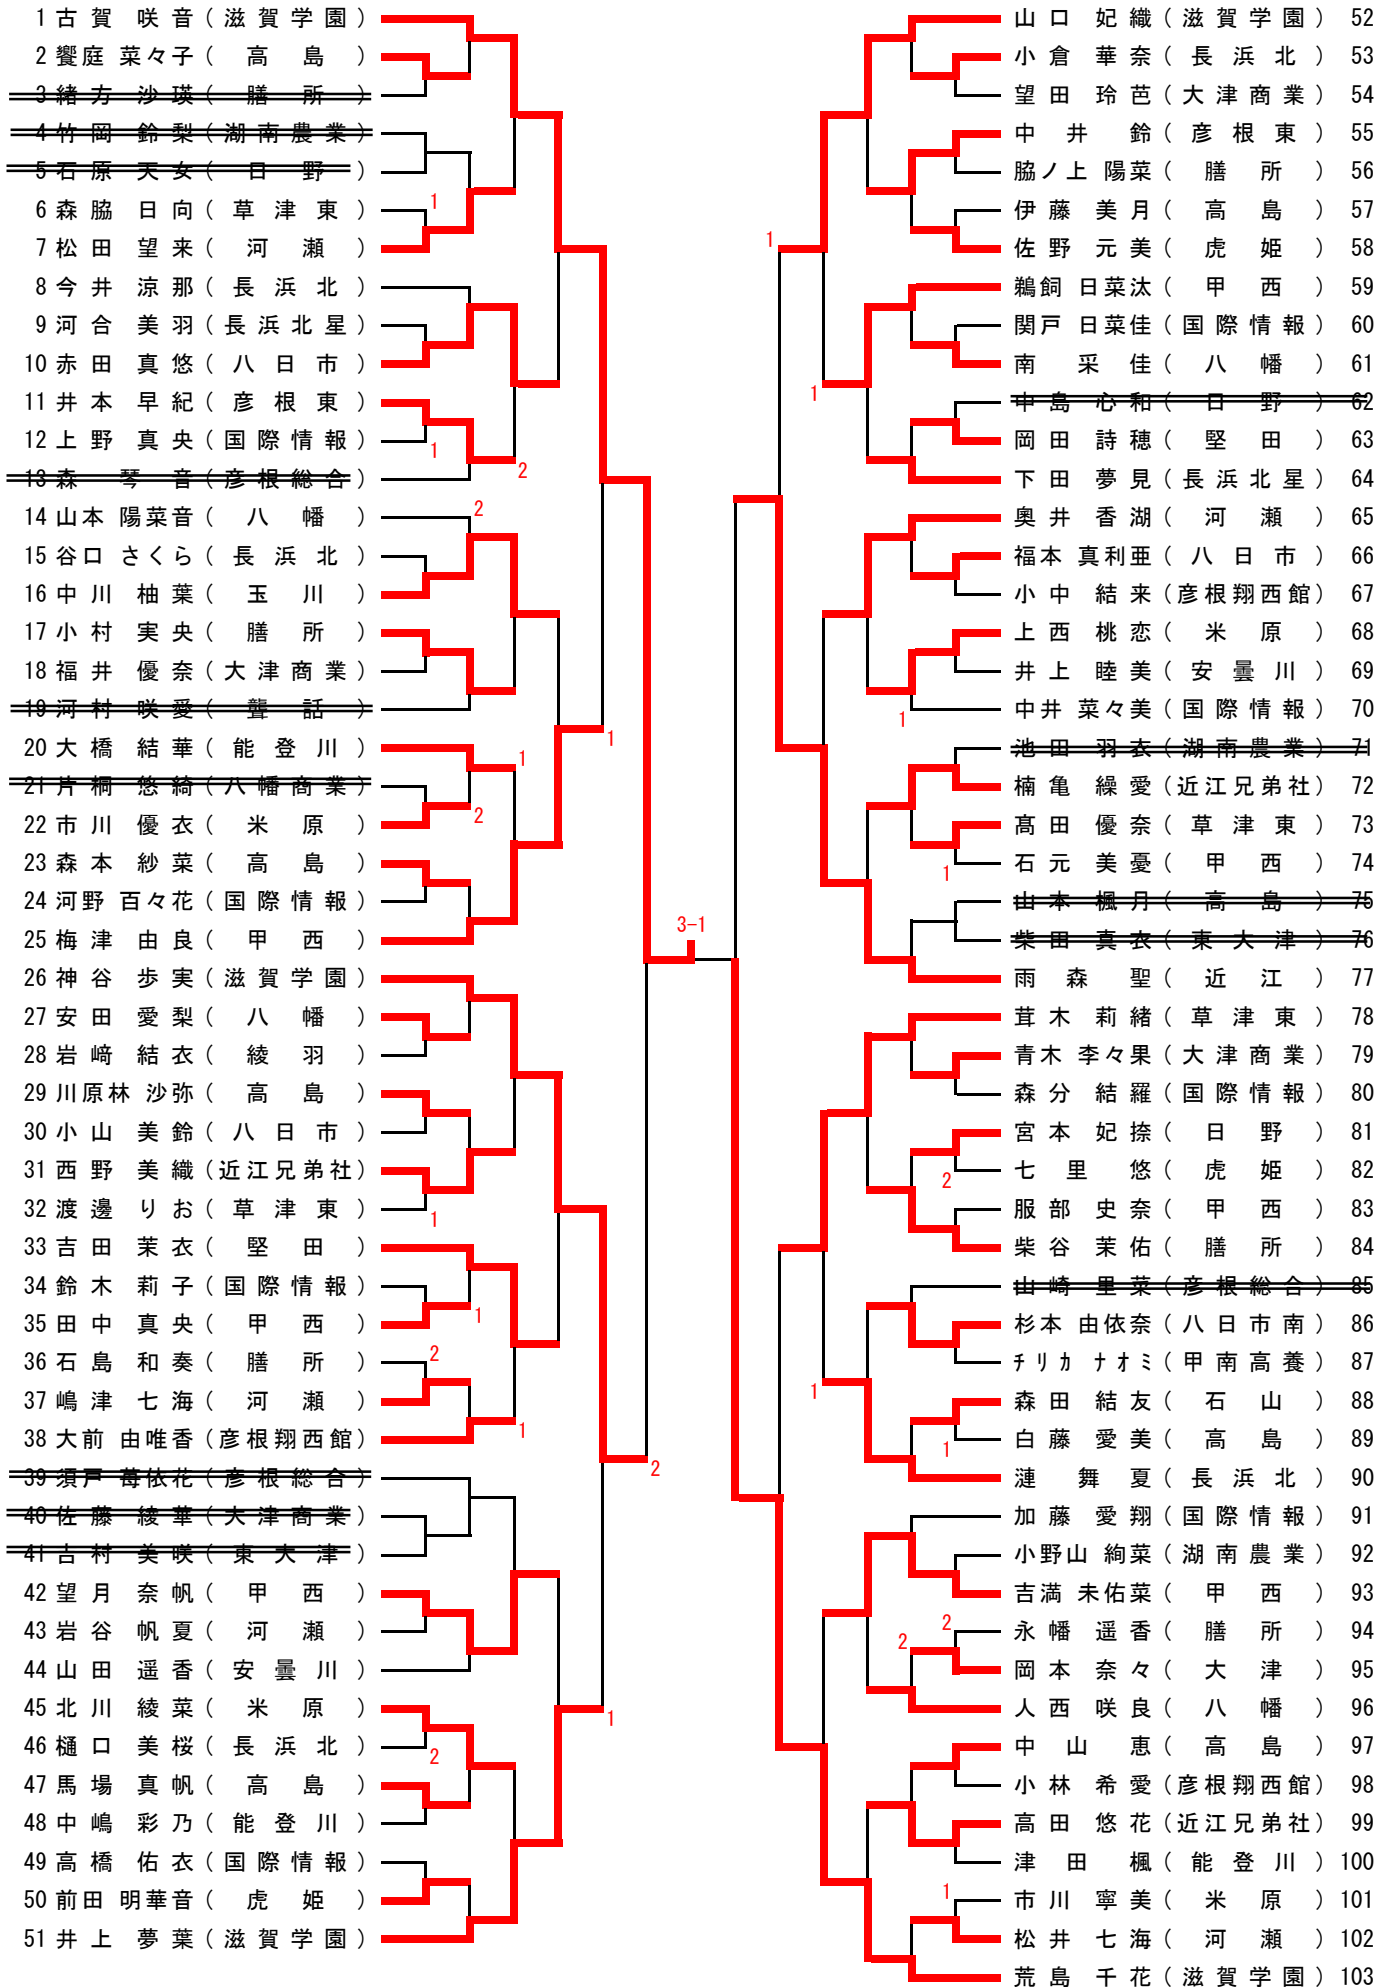 1 古賀 咲音 (滋賀学園)
2 饗庭 菜々子 (高島)
3 緒方 沙瑛 (膳所)
4 竹岡 鈴梨 (湖南農業)
5 石原 天女 (日野)
6 森脇 日向 (草津東)
1
7 松田 望来 (河瀬)
8 今井 涼那 (長浜北)
9 河合 美羽 (長浜北星)
10 赤田 真悠 (八日市)
11 井本 早紀 (彦根東)
12 上野 真央 (国際情報)
1
2
13 森 琴音 (彦根総合)
14 山本 陽菜音 (八幡)
2
15 谷口 さくら (長浜北)
16 中川 柚葉 (玉川)
17 小村 実央 (膳所)
18 福井 優奈 (大津商業)
19 河村 咲愛 (聾話)
1
20 大橋 結華 (能登川)
1
21 片桐 悠綺 (八幡商業)
2
22 市川 優衣 (米原)
23 森本 紗菜 (高島)
24 河野 百々花 (国際情報)
25 梅津 由良 (甲西)
26 神谷 歩実 (滋賀学園)
27 安田 愛梨 (八幡)
28 岩﨑 結衣 (綾羽)
29 川原林 沙弥 (高島)
30 小山 美鈴 (八日市)
31 西野 美織 (近江兄弟社)
32 渡邊 りお (草津東)
1
33 吉田 茉衣 (堅田)
34 鈴木 莉子 (国際情報)
1
35 田中 真央 (甲西)
36 石島 和奏 (膳所)
2
37 嶋津 七海 (河瀬)
38 大前 由唯香 (彦根翔西館)
1
2
39 須戸 苺依花 (彦根総合)
40 佐藤 綾華 (大津商業)
41 吉村 美咲 (東大津)
42 望月 奈帆 (甲西)
43 岩谷 帆夏 (河瀬)
44 山田 遥香 (安曇川)
45 北川 綾菜 (米原)
1
46 樋口 美桜 (長浜北)
2
47 馬場 真帆 (高島)
48 中嶋 彩乃 (能登川)
49 高橋 佑衣 (国際情報)
50 前田 明華音 (虎姫)
51 井上 夢葉 (滋賀学園)
3-1
山口 妃織 (滋賀学園) 52
小倉 華奈 (長浜北) 53
望田 玲芭 (大津商業) 54
中井 鈴 (彦根東) 55
脇ノ上 陽菜 (膳所) 56
伊藤 美月 (高島) 57
1
佐野 元美 (虎姫) 58
鵜飼 日菜汰 (甲西) 59
関戸 日菜佳 (国際情報) 60
南 采佳 (八幡) 61
1
中島 心和 (日野) 62
岡田 詩穂 (堅田) 63
下田 夢見 (長浜北星) 64
奥井 香湖 (河瀬) 65
福本 真利亜 (八日市) 66
小中 結来 (彦根翔西館) 67
上西 桃恋 (米原) 68
井上 睦美 (安曇川) 69
1
中井 菜々美 (国際情報) 70
池田 羽衣 (湖南農業) 71
楠亀 繰愛 (近江兄弟社) 72
髙田 優奈 (草津東) 73
1
石元 美憂 (甲西) 74
山本 楓月 (高島) 75
柴田 真衣 (東大津) 76
雨森 聖 (近江) 77
茸木 莉緒 (草津東) 78
青木 李々果 (大津商業) 79
森分 結羅 (国際情報) 80
宮本 妃捺 (日野) 81
2
七里 悠 (虎姫) 82
服部 史奈 (甲西) 83
柴谷 茉佑 (膳所) 84
山崎 里菜 (彦根総合) 85
杉本 由依奈 (八日市南) 86
チリカ ナオミ (甲南高養) 87
1
森田 結友 (石山) 88
1
白藤 愛美 (高島) 89
漣 舞夏 (長浜北) 90
加藤 愛翔 (国際情報) 91
小野山 絢菜 (湖南農業) 92
吉満 未佑菜 (甲西) 93
2
永幡 遥香 (膳所) 94
2
岡本 奈々 (大津) 95
人西 咲良 (八幡) 96
中山 恵 (高島) 97
小林 希愛 (彦根翔西館) 98
高田 悠花 (近江兄弟社) 99
津田 楓 (能登川) 100
1
市川 寧美 (米原) 101
松井 七海 (河瀬) 102
荒島 千花 (滋賀学園) 103